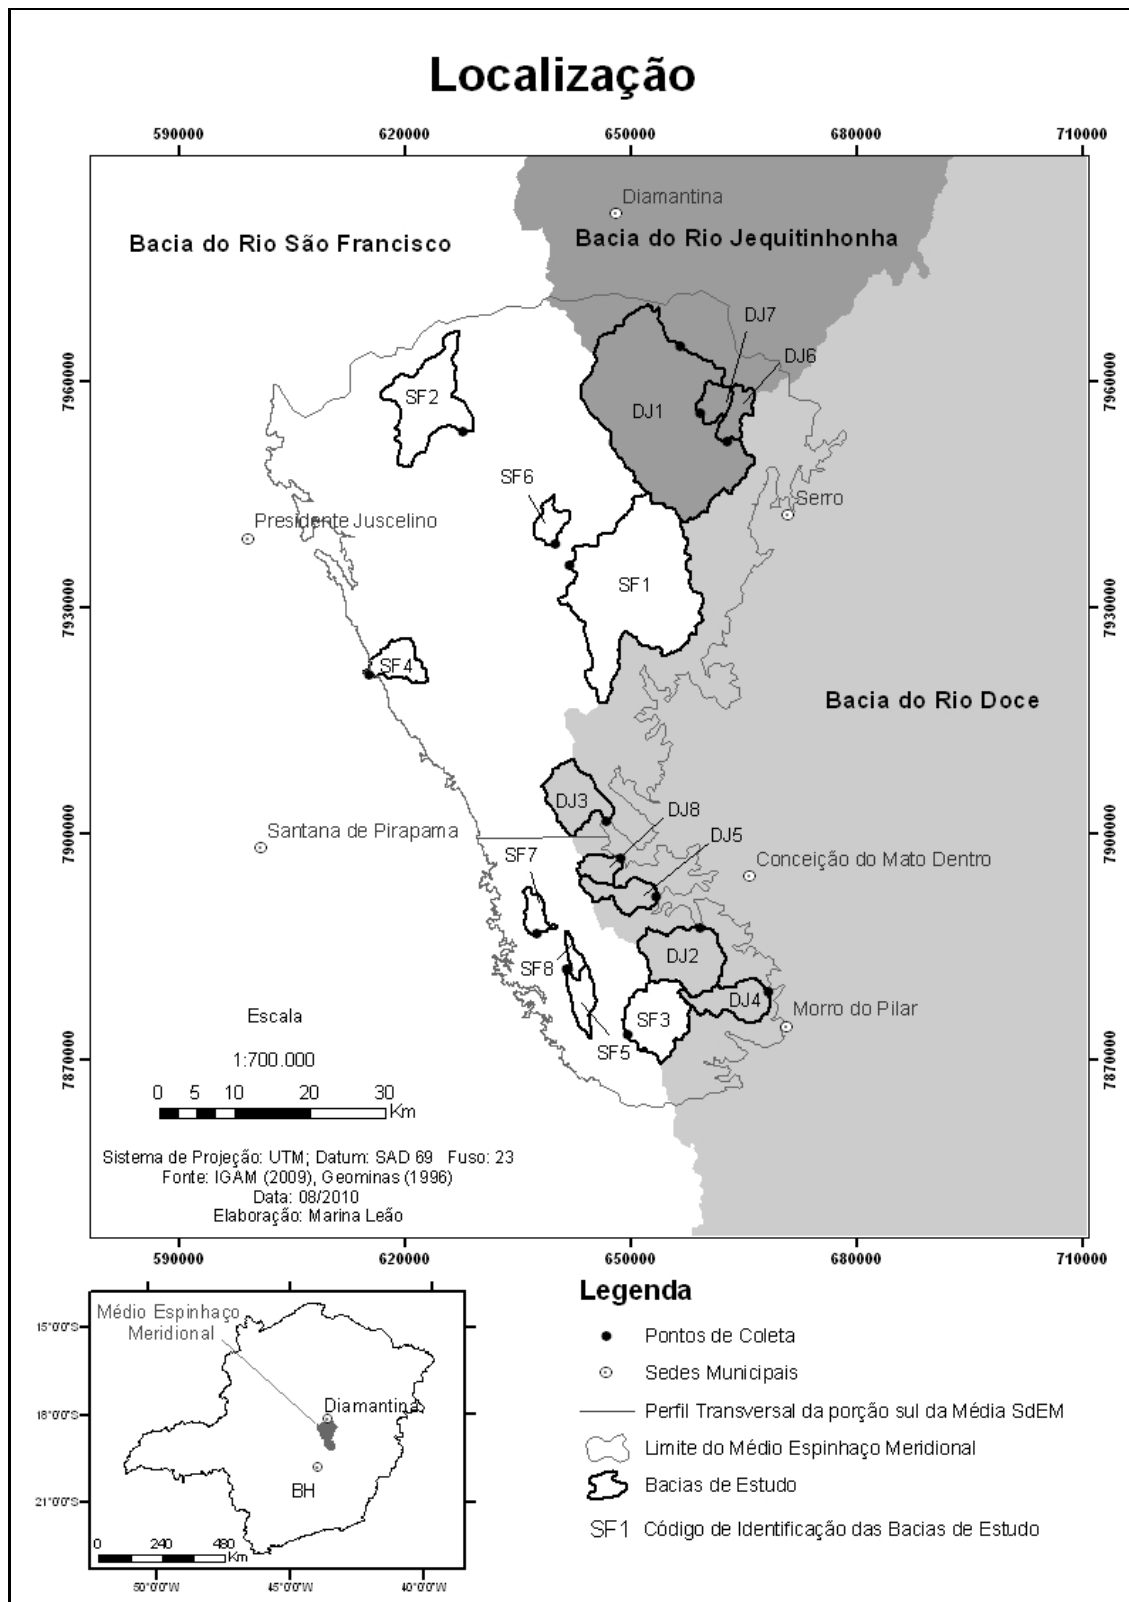 Localização
590000 620000 650000 680000 710000
Diamantina
Bacia do Rio São Francisco
Bacia do Rio Jequitinhonha
DJ7
DJ6
7960000
7960000
SF2
DJ1
SF6
Serro
Presidente Juscelino
SF1
7930000
7930000
SF4
Bacia do Rio Doce
DJ3
DJ8
DJ5
7900000
7900000
Santana de Pirapama
SF7
Conceição do Mato Dentro
DJ2
SF8
DJ4
Morro do Pilar
SF3
SF5
7870000
7870000
Escala
1:700.000
0 5 10 20 30
Km
Sistema de Projeção: UTM; Datum: SAD 69 Fuso: 23
Fonte: IGAM (2009), Geominas (1996)
Data: 08/2010
Elaboração: Marina Leão
590000 620000 650000 680000 710000
Médio Espinhaço
Meridional
15°0'0"S
18°0'0"S
21°0'0"S
Diamantina
BH
0 240 480
Km
50°0'0"W 45°0'0"W 40°0'0"W
Legenda
Pontos de Coleta
Sedes Municipais
Perfil Transversal da porção sul da Média SdEM
Limite do Médio Espinhaço Meridional
Bacias de Estudo
SF1 Código de Identificação das Bacias de Estudo